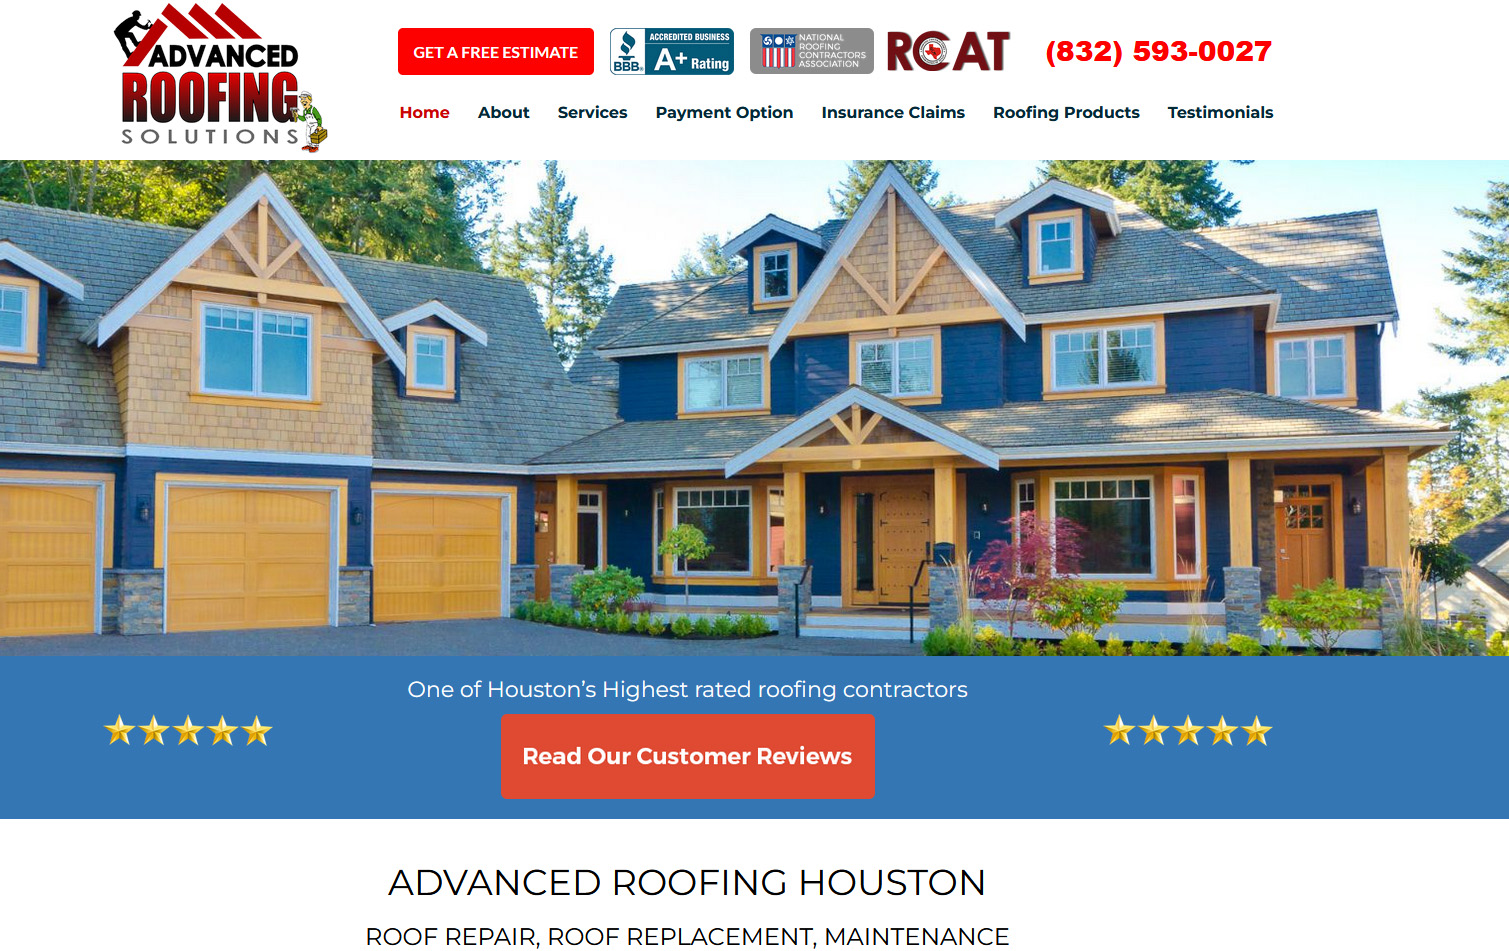 ADVANCED
ROOFING
SOLUTIONS
GET A FREE ESTIMATE
BBB.
ACCREDITED BUSINESS
A+ Rating
NATIONAL
ROOFING
CONTRACTORS
ASSOCIATION
RCAT
(832) 593-0027
Home About Services Payment Option Insurance Claims Roofing Products Testimonials
One of Houston’s Highest rated roofing contractors
Read Our Customer Reviews
ADVANCED ROOFING HOUSTON
ROOF REPAIR, ROOF REPLACEMENT, MAINTENANCE